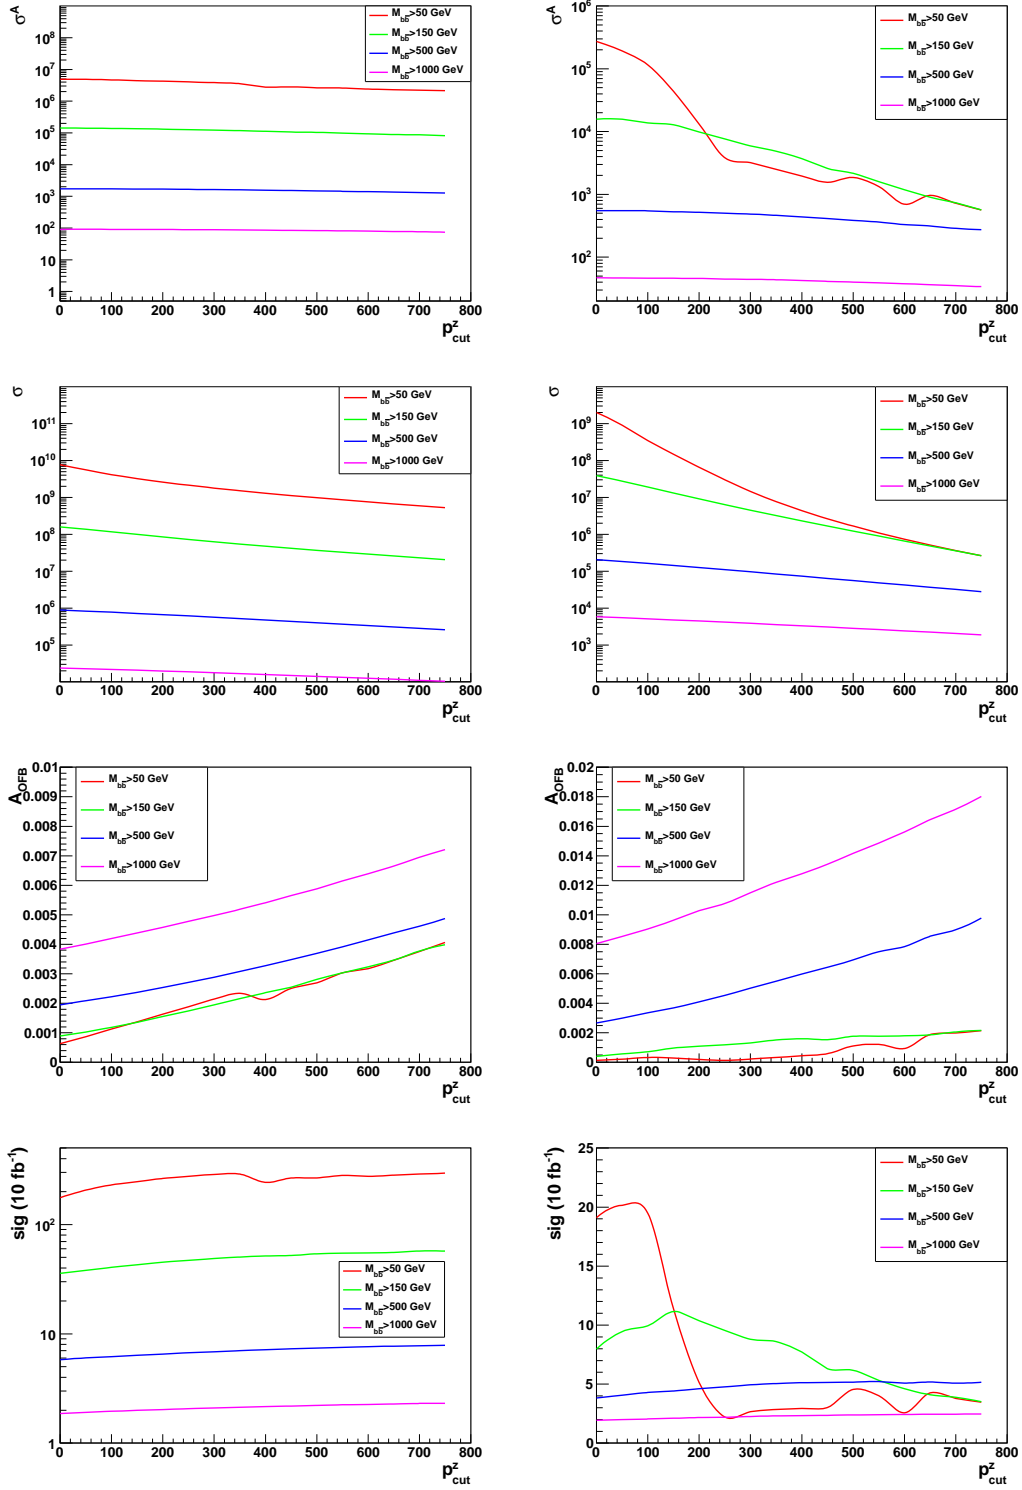 σ^A
M_bb̄>50 GeV
M_bb̄>150 GeV
M_bb̄>500 GeV
M_bb̄>1000 GeV
10^8
10^7
10^6
10^5
10^4
10^3
10^2
10
1
0 100 200 300 400 500 600 700 800
p^z_cut
σ^A
M_bb̄>50 GeV
M_bb̄>150 GeV
M_bb̄>500 GeV
M_bb̄>1000 GeV
10^6
10^5
10^4
10^3
10^2
0 100 200 300 400 500 600 700 800
p^z_cut
σ
M_bb̄>50 GeV
M_bb̄>150 GeV
M_bb̄>500 GeV
M_bb̄>1000 GeV
10^11
10^10
10^9
10^8
10^7
10^6
10^5
0 100 200 300 400 500 600 700 800
p^z_cut
σ
M_bb̄>50 GeV
M_bb̄>150 GeV
M_bb̄>500 GeV
M_bb̄>1000 GeV
10^9
10^8
10^7
10^6
10^5
10^4
10^3
0 100 200 300 400 500 600 700 800
p^z_cut
A_OFB
M_bb̄>50 GeV
M_bb̄>150 GeV
M_bb̄>500 GeV
M_bb̄>1000 GeV
0.01
0.009
0.008
0.007
0.006
0.005
0.004
0.003
0.002
0.001
0
0 100 200 300 400 500 600 700 800
p^z_cut
A_OFB
M_bb̄>50 GeV
M_bb̄>150 GeV
M_bb̄>500 GeV
M_bb̄>1000 GeV
0.02
0.018
0.016
0.014
0.012
0.01
0.008
0.006
0.004
0.002
0
0 100 200 300 400 500 600 700 800
p^z_cut
sig (10 fb^-1)
10^2
10
1
M_bb̄>50 GeV
M_bb̄>150 GeV
M_bb̄>500 GeV
M_bb̄>1000 GeV
0 100 200 300 400 500 600 700 800
p^z_cut
sig (10 fb^-1)
M_bb̄>50 GeV
M_bb̄>150 GeV
M_bb̄>500 GeV
M_bb̄>1000 GeV
25
20
15
10
5
0
0 100 200 300 400 500 600 700 800
p^z_cut